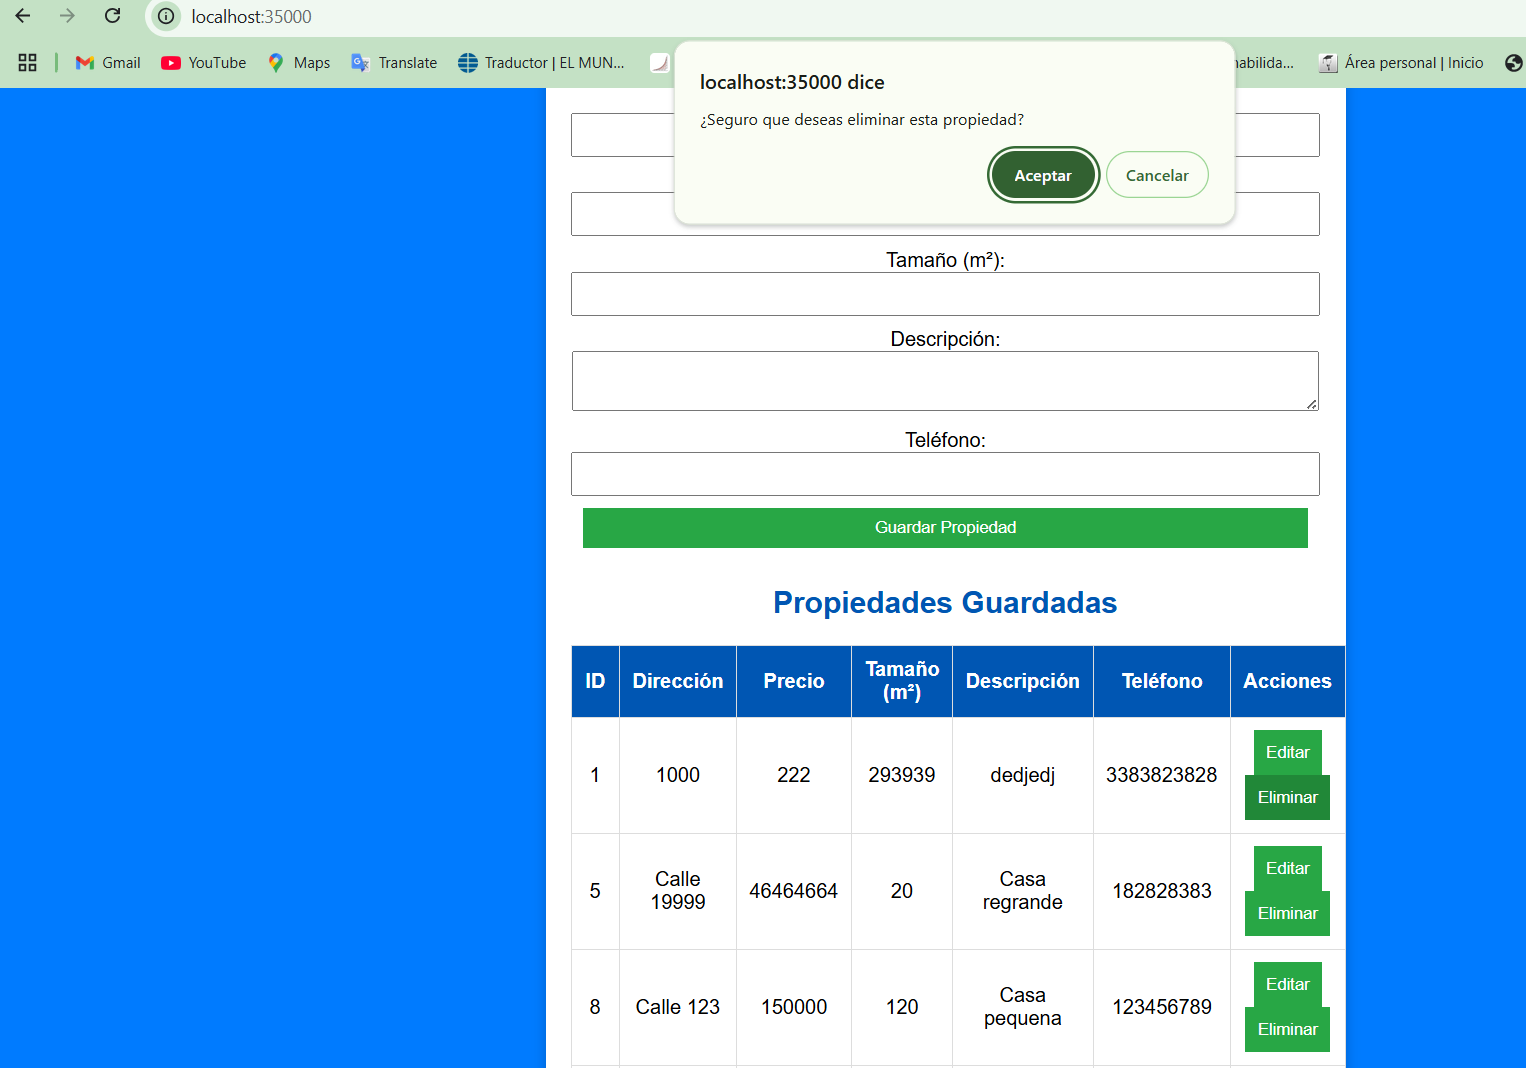 localhost:35000
Gmail
YouTube
Maps
Translate
Traductor | EL MUN...
nabilida...
Área personal | Inicio
localhost:35000 dice
¿Seguro que deseas eliminar esta propiedad?
Aceptar
Cancelar
Tamaño (m²):
Descripción:
Teléfono:
Guardar Propiedad
Propiedades Guardadas
ID Dirección Precio Tamaño (m²) Descripción Teléfono Acciones
1 1000 222 293939 dedjedj 3383823828 Editar
Eliminar
5 Calle 19999 46464664 20 Casa regrande 182828383 Editar
Eliminar
8 Calle 123 150000 120 Casa pequena 123456789 Editar
Eliminar